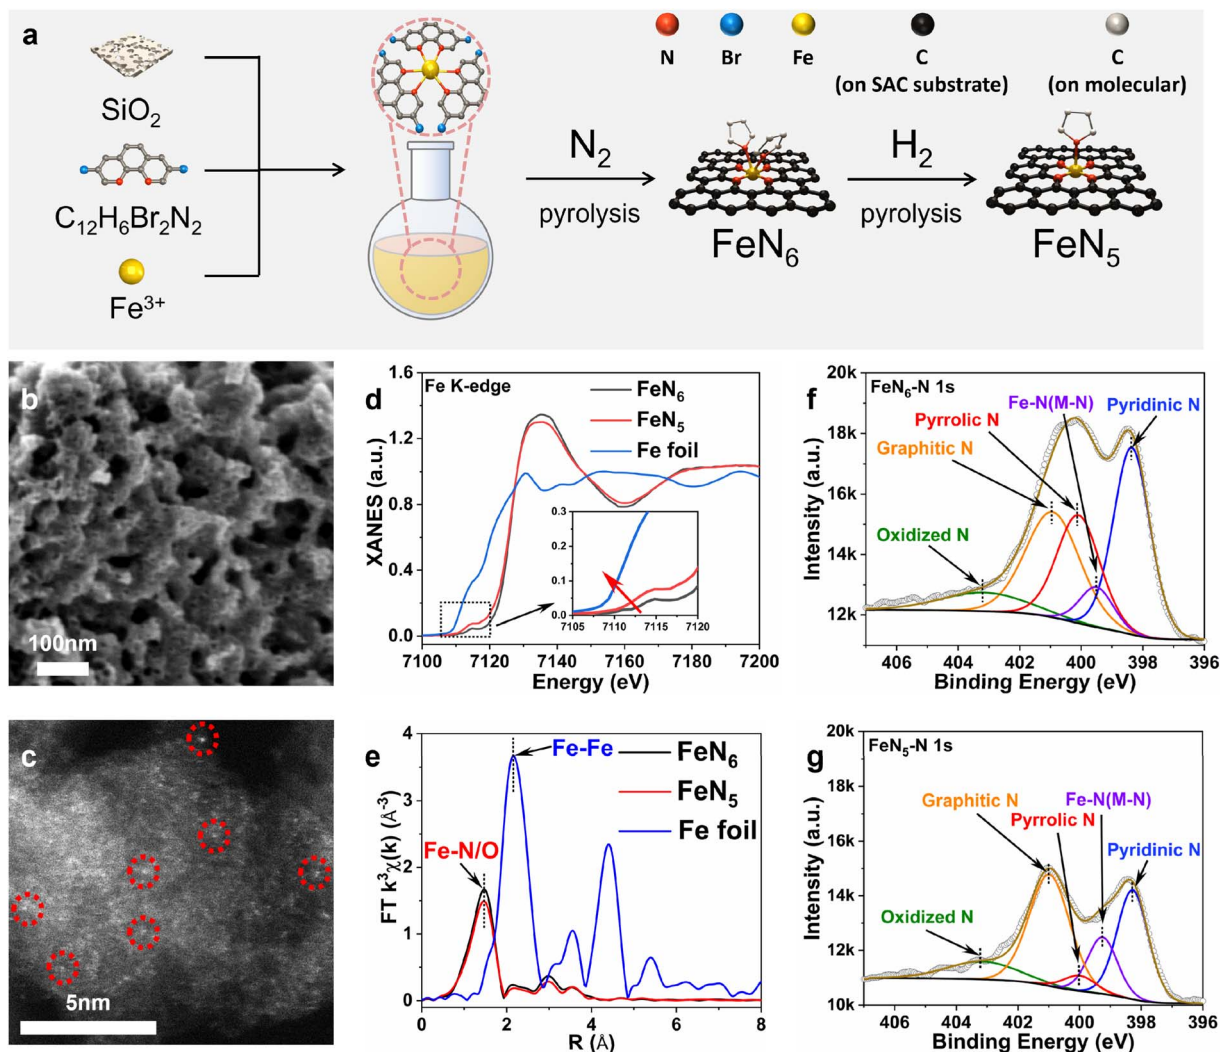 a
SiO2
C12H6Br2N2
Fe3+
N2
pyrolysis
H2
pyrolysis
N
Br
Fe
C
(on SAC substrate)
C
(on molecular)
FeN6
FeN5
b
100nm
c
5nm
d
Fe K-edge
FeN6
FeN5
Fe foil
XANES (a.u.)
1.6
1.2
0.8
0.4
0.0
7100 7120 7140 7160 7180 7200
Energy (eV)
0.3
0.2
0.1
0.0
7105 7110 7115 7120
e
Fe-Fe
Fe-N/O
FeN6
FeN5
Fe foil
FT k3χ(k) (Å-3)
4
3
2
1
0
0 2 4 6 8
R (Å)
f
FeN6-N 1s
Fe-N(M-N)
Pyrrolic N
Pyridinic N
Graphitic N
Oxidized N
Intensity (a.u.)
20k
18k
16k
14k
12k
406 404 402 400 398 396
Binding Energy (eV)
g
FeN5-N 1s
Graphitic N
Fe-N(M-N)
Pyrrolic N
Pyridinic N
Oxidized N
Intensity (a.u.)
20k
18k
16k
14k
12k
10k
406 404 402 400 398 396
Binding Energy (eV)